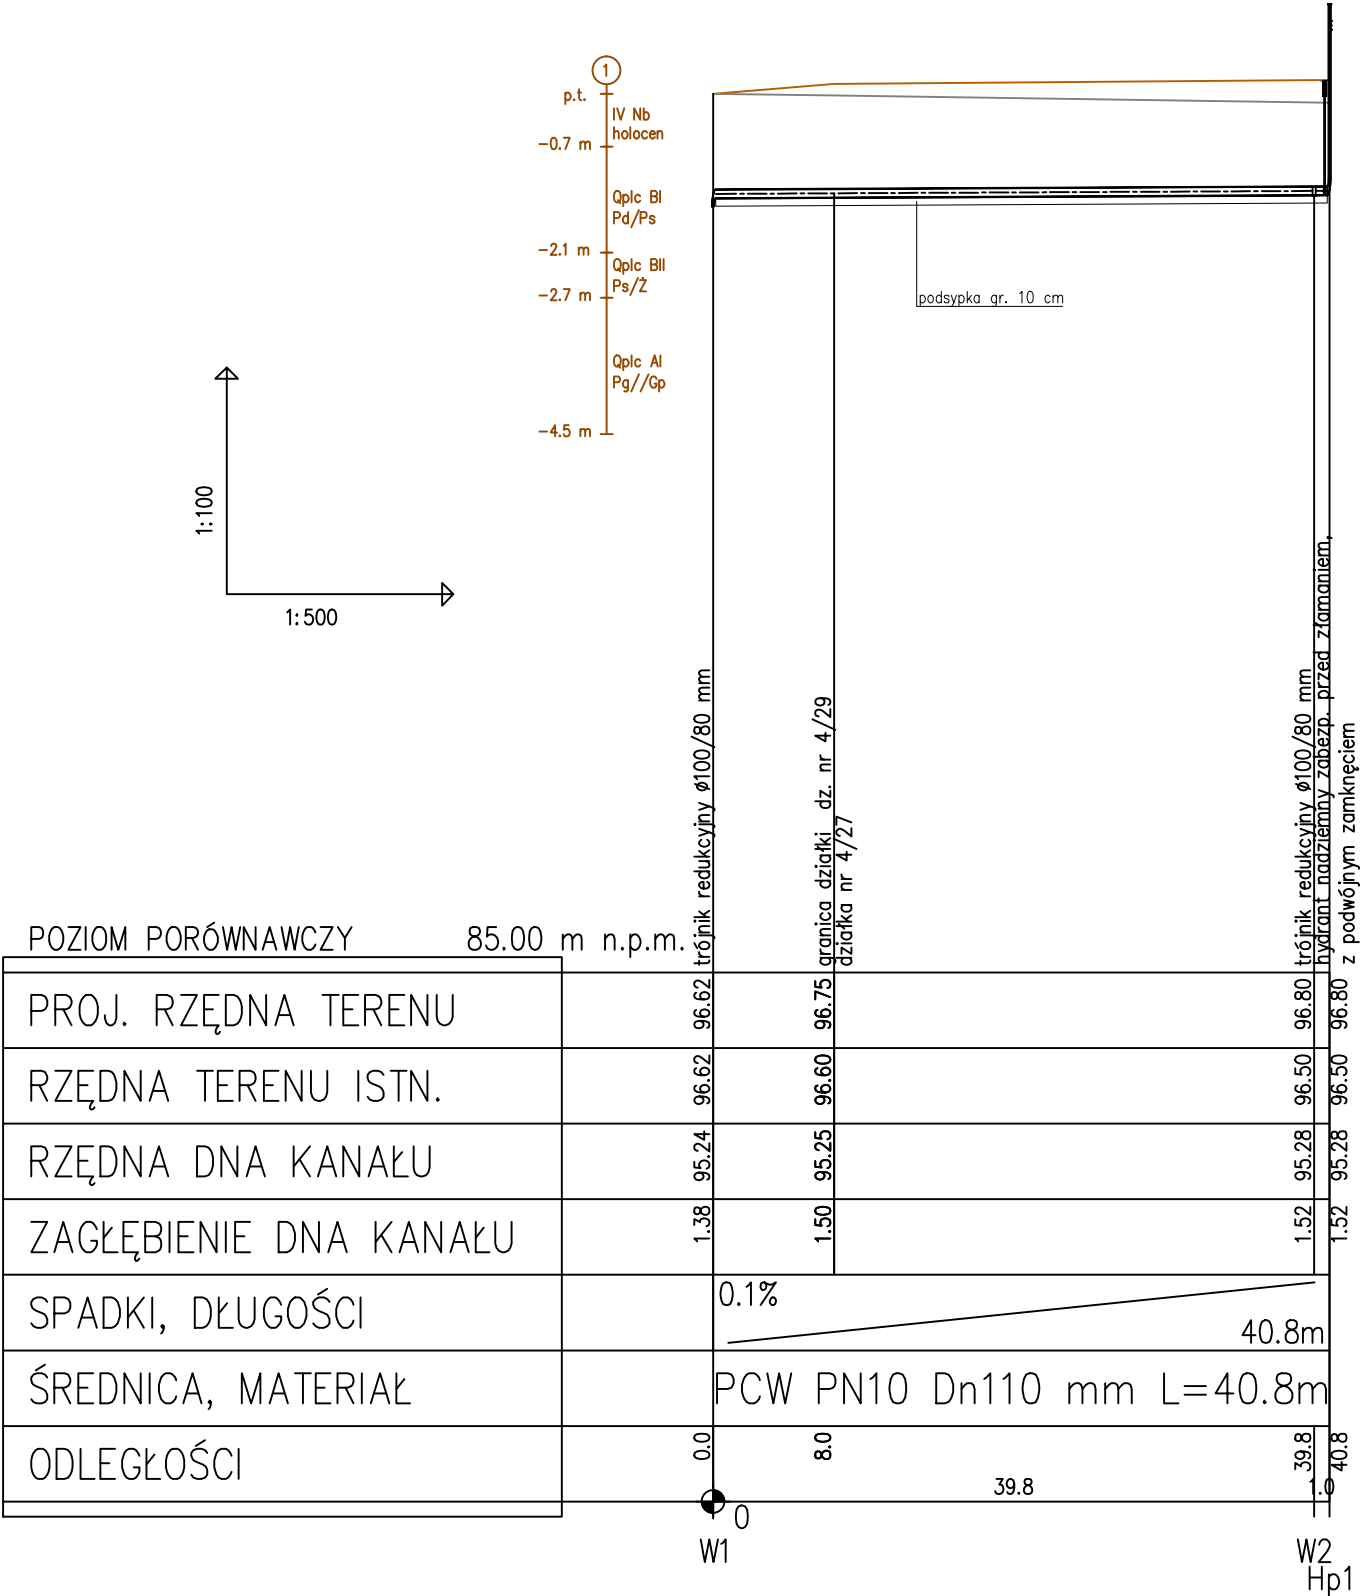 1
p.t.
IV Nb
holocen
-0.7 m
Qplc BI
Pd/Ps
-2.1 m
Qplc BII
Ps/Ż
-2.7 m
Qplc AI
Pg//Gp
-4.5 m
podsypka gr. 10 cm
1:100
1:500
trójnik redukcyjny ø100/80 mm
granica działki dz. nr 4/29
działka nr 4/27
trójnik redukcyjny ø100/80 mm
hydrant nadziemny zabezp. przed złamaniem,
z podwójnym zamknęciem
POZIOM PORÓWNAWCZY 85.00 m n.p.m.
PROJ. RZĘDNA TERENU 96.62 96.75 96.80 96.80
RZĘDNA TERENU ISTN. 96.62 96.60 96.50 96.50
RZĘDNA DNA KANAŁU 95.24 95.25 95.28 95.28
ZAGŁĘBIENIE DNA KANAŁU 1.38 1.50 1.52 1.52
SPADKI, DŁUGOŚCI 0.1% 40.8m
ŚREDNICA, MATERIAŁ PCW PN10 Dn110 mm L=40.8m
ODLEGŁOŚCI 0.0 8.0 39.8 40.8
39.8 1.0
0
W1 W2
Hp1